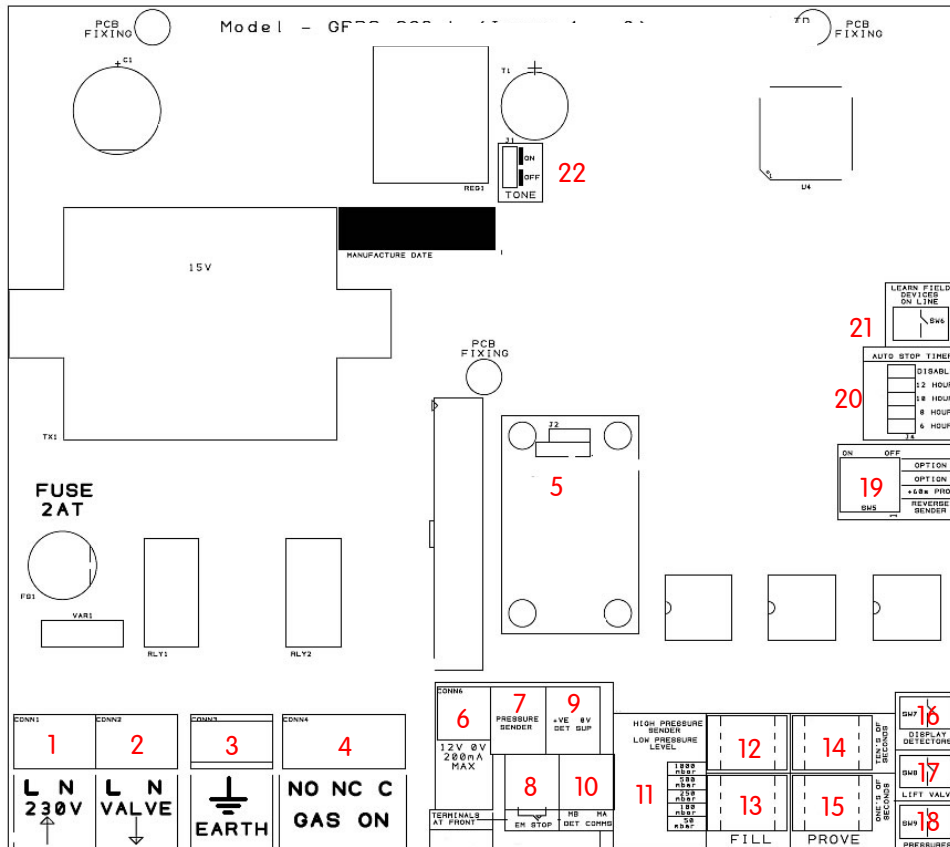 PCB
FIXING
Model - GF
PCB
FIXING
C1
T1
J1
ON
OFF
TONE
22
REG1
U4
MANUFACTURE DATE
15V
LEARN FIELD
DEVICES
ON LINE
SW6
21
AUTO STOP TIMER
DISABL
12 HOUR
10 HOUR
8 HOUR
6 HOUR
J4
20
PCB
FIXING
TX1
J2
5
ON OFF
OPTION
OPTION
+60m PRO
REVERSE
SENDER
19
SW5
FUSE
2AT
FB1
VAR1
RLY1
RLY2
CONN1
1
L N
230V
CONN2
2
L N
VALVE
CONN3
3
EARTH
CONN4
4
NO NC C
GAS ON
CONN6
6
12V 0V
200mA
MAX
7
PRESSURE
SENDER
9
+VE 0V
DET SUP
TERMINALS
AT FRONT
8
EM STOP
10
MB MA
DET COMMS
HIGH PRESSURE
SENDER
LOW PRESSURE
LEVEL
11
1000
mbar
500
mbar
250
mbar
100
mbar
50
mbar
12
13
FILL
14
15
PROVE
TEN'S OF
SECONDS
ONE'S OF
SECONDS
SW7
16
DISPLAY
DETECTORS
SW8
17
LIFT VALV
SW9
18
PRESSURES